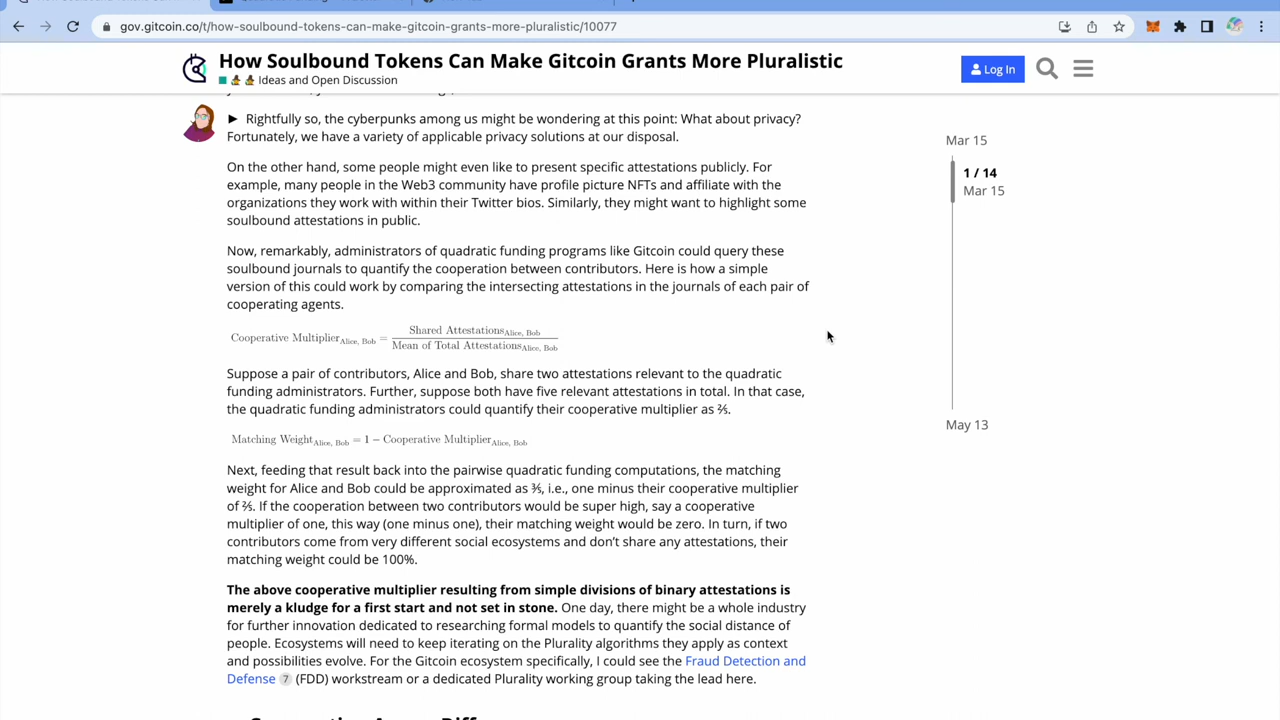 gov.gitcoin.co/t/how-soulbound-tokens-can-make-gitcoin-grants-more-pluralistic/10077
How Soulbound Tokens Can Make Gitcoin Grants More Pluralistic
Ideas and Open Discussion
Log In
► Rightfully so, the cyberpunks among us might be wondering at this point: What about privacy?
Fortunately, we have a variety of applicable privacy solutions at our disposal.
On the other hand, some people might even like to present specific attestations publicly. For
example, many people in the Web3 community have profile picture NFTs and affiliate with the
organizations they work with within their Twitter bios. Similarly, they might want to highlight some
soulbound attestations in public.
Now, remarkably, administrators of quadratic funding programs like Gitcoin could query these
soulbound journals to quantify the cooperation between contributors. Here is how a simple
version of this could work by comparing the intersecting attestations in the journals of each pair of
cooperating agents.
Cooperative Multiplier Alice, Bob = Shared Attestations Alice, Bob
Mean of Total Attestations Alice, Bob
Suppose a pair of contributors, Alice and Bob, share two attestations relevant to the quadratic
funding administrators. Further, suppose both have five relevant attestations in total. In that case,
the quadratic funding administrators could quantify their cooperative multiplier as ⅖.
Matching Weight Alice, Bob = 1 − Cooperative Multiplier Alice, Bob
Next, feeding that result back into the pairwise quadratic funding computations, the matching
weight for Alice and Bob could be approximated as ⅗, i.e., one minus their cooperative multiplier
of ⅖. If the cooperation between two contributors would be super high, say a cooperative
multiplier of one, this way (one minus one), their matching weight would be zero. In turn, if two
contributors come from very different social ecosystems and don't share any attestations, their
matching weight could be 100%.
The above cooperative multiplier resulting from simple divisions of binary attestations is
merely a kludge for a first start and not set in stone. One day, there might be a whole industry
for further innovation dedicated to researching formal models to quantify the social distance of
people. Ecosystems will need to keep iterating on the Plurality algorithms they apply as context
and possibilities evolve. For the Gitcoin ecosystem specifically, I could see the Fraud Detection and
Defense 7 (FDD) workstream or a dedicated Plurality working group taking the lead here.
Mar 15
1 / 14
Mar 15
May 13